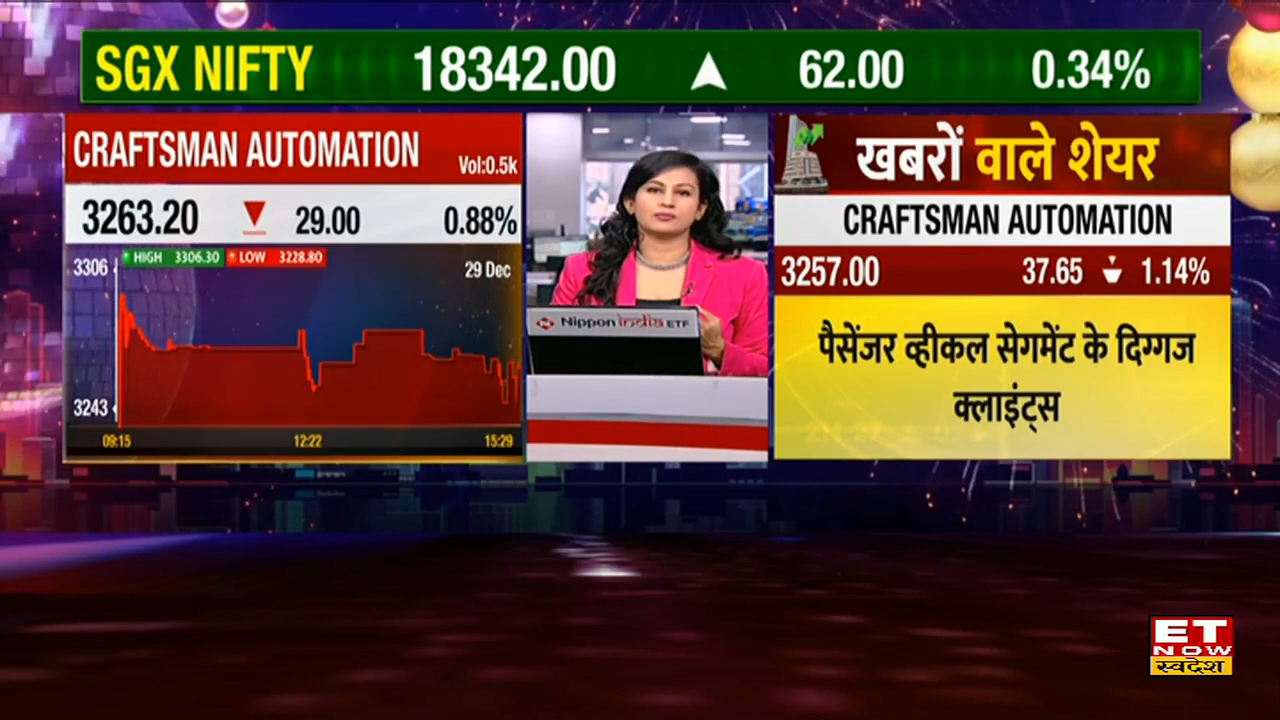 SGX NIFTY 18342.00 ▲ 62.00 0.34%
CRAFTSMAN AUTOMATION Vol:0.5k
3263.20 ▼ 29.00 0.88%
HIGH 3306.30 LOW 3228.80
3306
29 Dec
3243
09:15 12:22 15:29
Nippon india ETF
खबरों वाले शेयर
CRAFTSMAN AUTOMATION
3257.00 37.65 1.14%
पैसेंजर व्हीकल सेगमेंट के दिग्गज
क्लाइंट्स
ET
NOW
स्वदेश